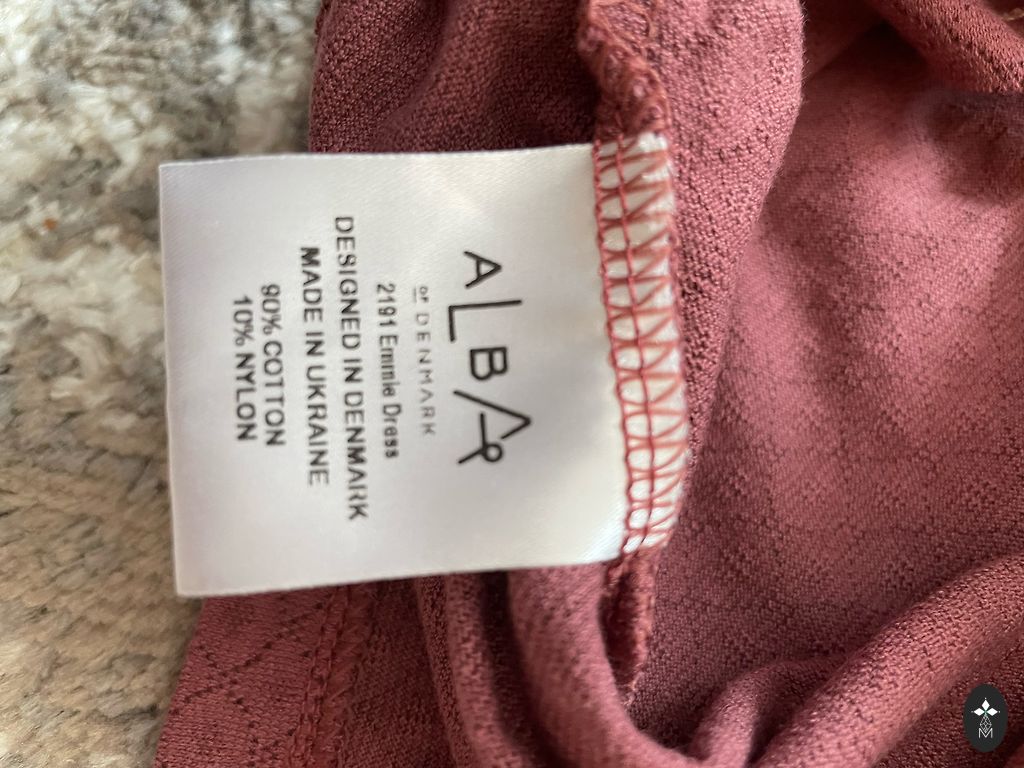 ALBA
OF DENMARK
2191 Emmie Dress
DESIGNED IN DENMARK
MADE IN UKRAINE
90% COTTON
10% NYLON
M